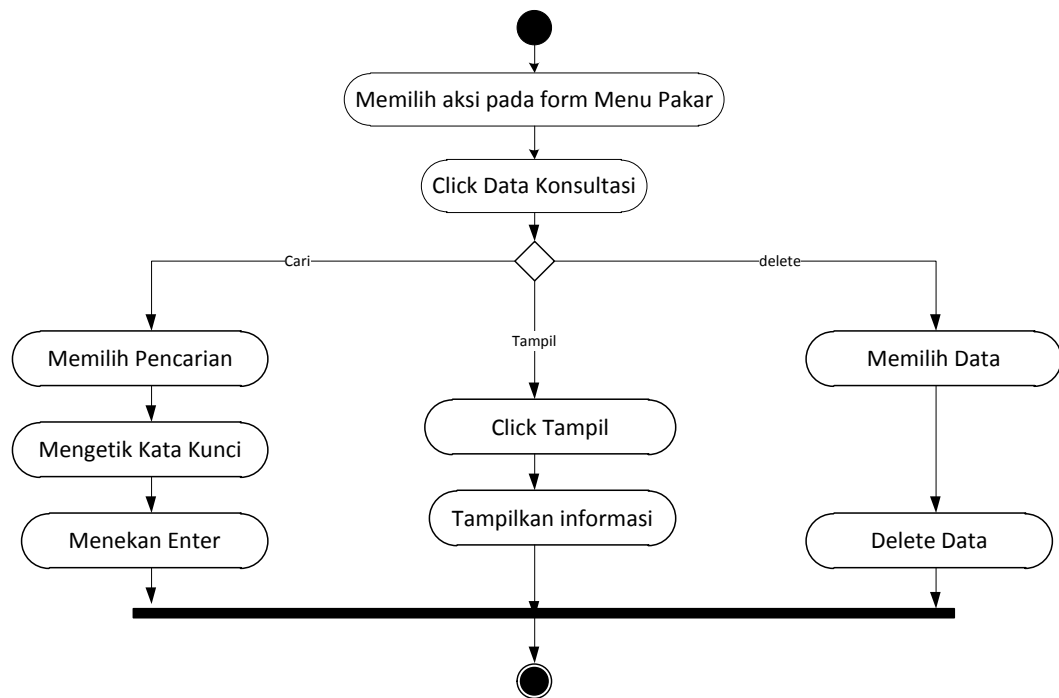 Memilih aksi pada form Menu Pakar
Click Data Konsultasi
Cari
delete
Tampil
Memilih Pencarian
Memilih Data
Click Tampil
Mengetik Kata Kunci
Tampilkan informasi
Menekan Enter
Delete Data